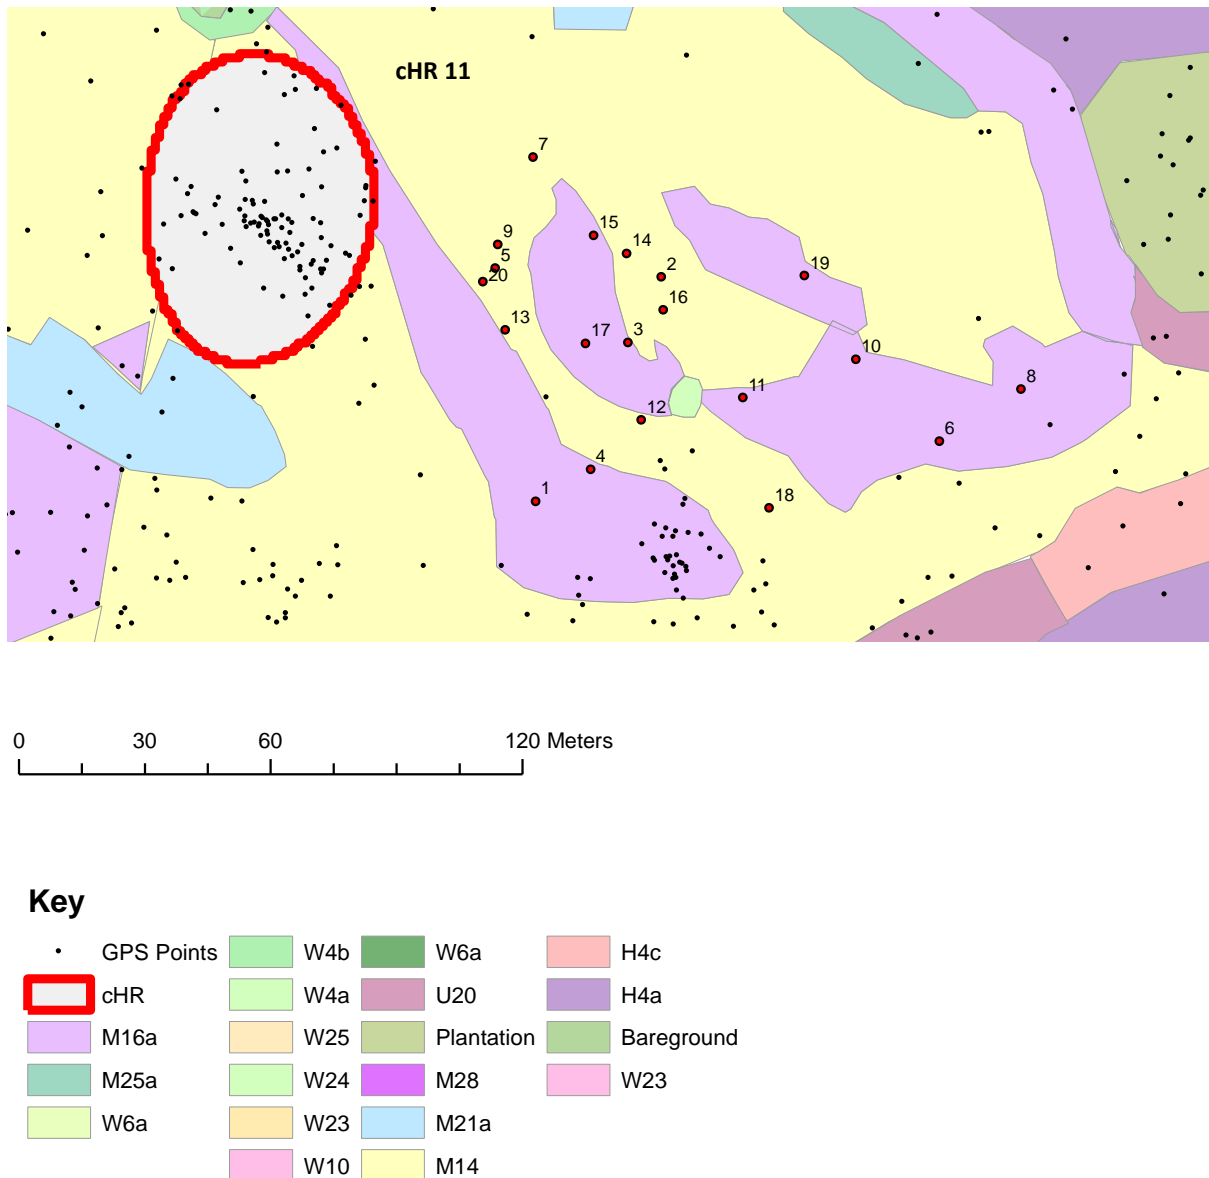 cHR 11
7
15
14
9
5
2
19
20
16
13
17
3
10
8
11
12
6
4
1
18
0 30 60 120 Meters
Key
GPS Points W4b W6a H4c
cHR W4a U20 H4a
M16a W25 Plantation Bareground
M25a W24 M28 W23
W6a W23 M21a
W10 M14